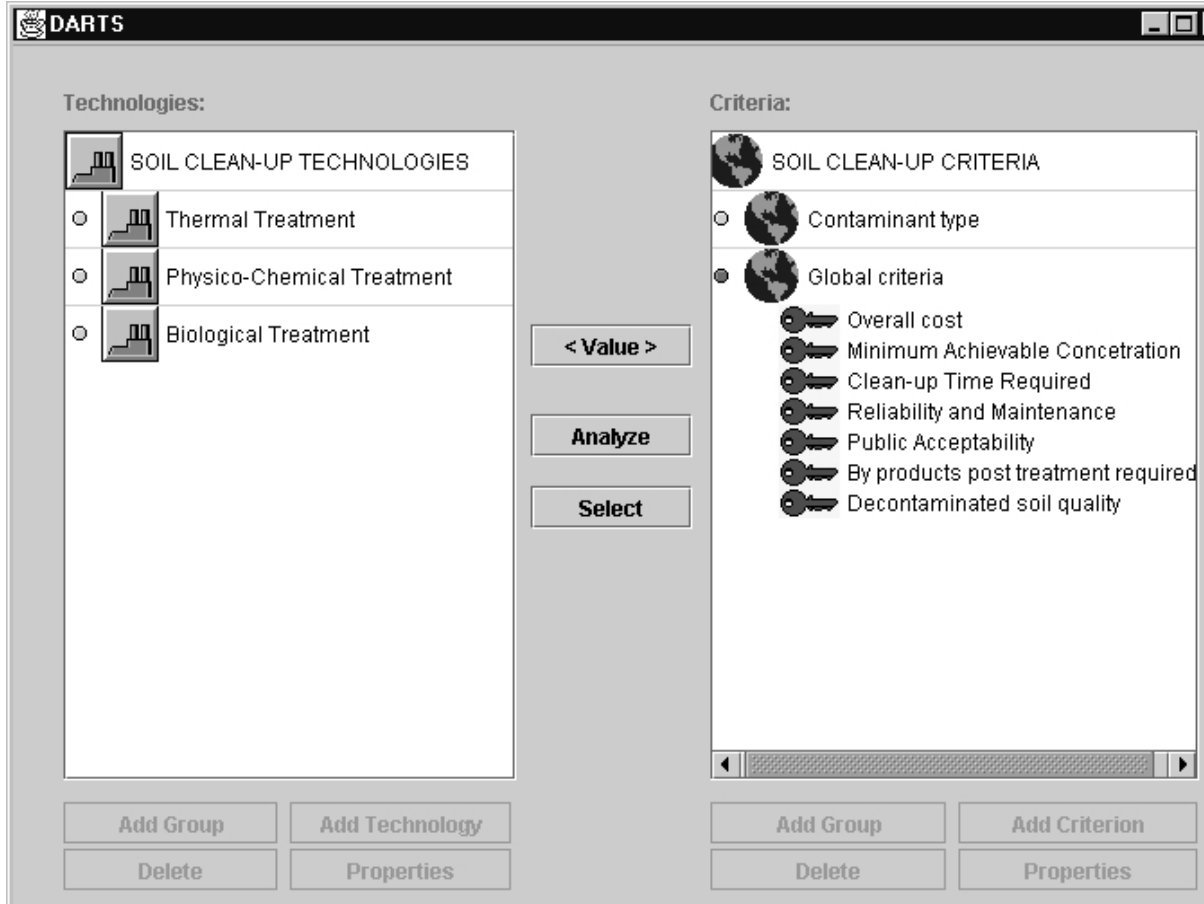 DARTS
Technologies:
SOIL CLEAN-UP TECHNOLOGIES
Thermal Treatment
Physico-Chemical Treatment
Biological Treatment
< Value >
Analyze
Select
Criteria:
SOIL CLEAN-UP CRITERIA
Contaminant type
Global criteria
Overall cost
Minimum Achievable Concetration
Clean-up Time Required
Reliability and Maintenance
Public Acceptability
By products post treatment required
Decontaminated soil quality
Add Group Add Technology
Delete Properties
Add Group Add Criterion
Delete Properties